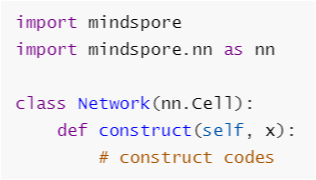 import mindspore
import mindspore.nn as nn

class Network(nn.Cell):
    def construct(self, x):
        # construct codes